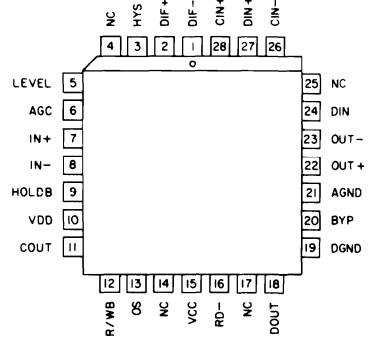 NC HYS DIF+ DIF- CIN+ DIN+ CIN-
4 3 2 1 28 27 26
LEVEL 5 25 NC
AGC 6 24 DIN
IN+ 7 23 OUT-
IN- 8 22 OUT+
HOLDB 9 21 AGND
VDD 10 20 BYP
COUT 11 19 DGND
12 13 14 15 16 17 18
R/WB OS NC VCC RD- NC DOUT